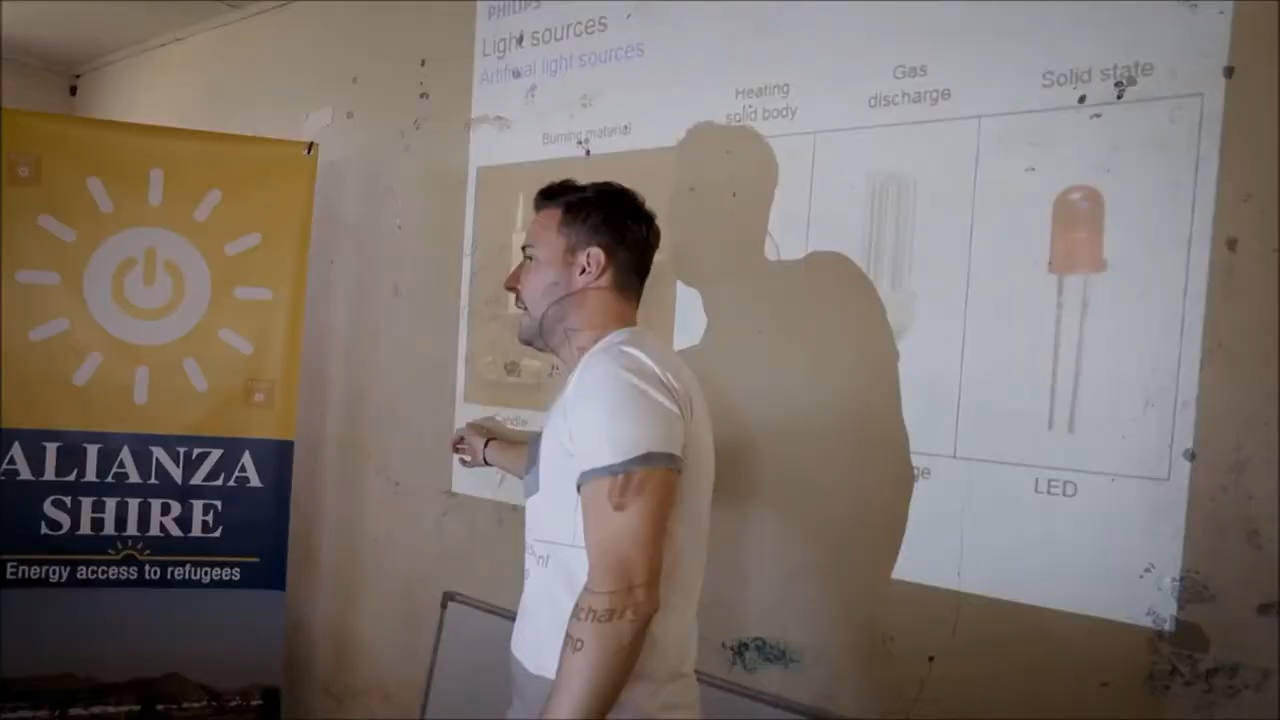 ALIANZA
SHIRE
Energy access to refugees
PHILIPS
Light sources
Artificial light sources
Burning material
Heating
solid body
Gas
discharge
Solid state
Candle
LED